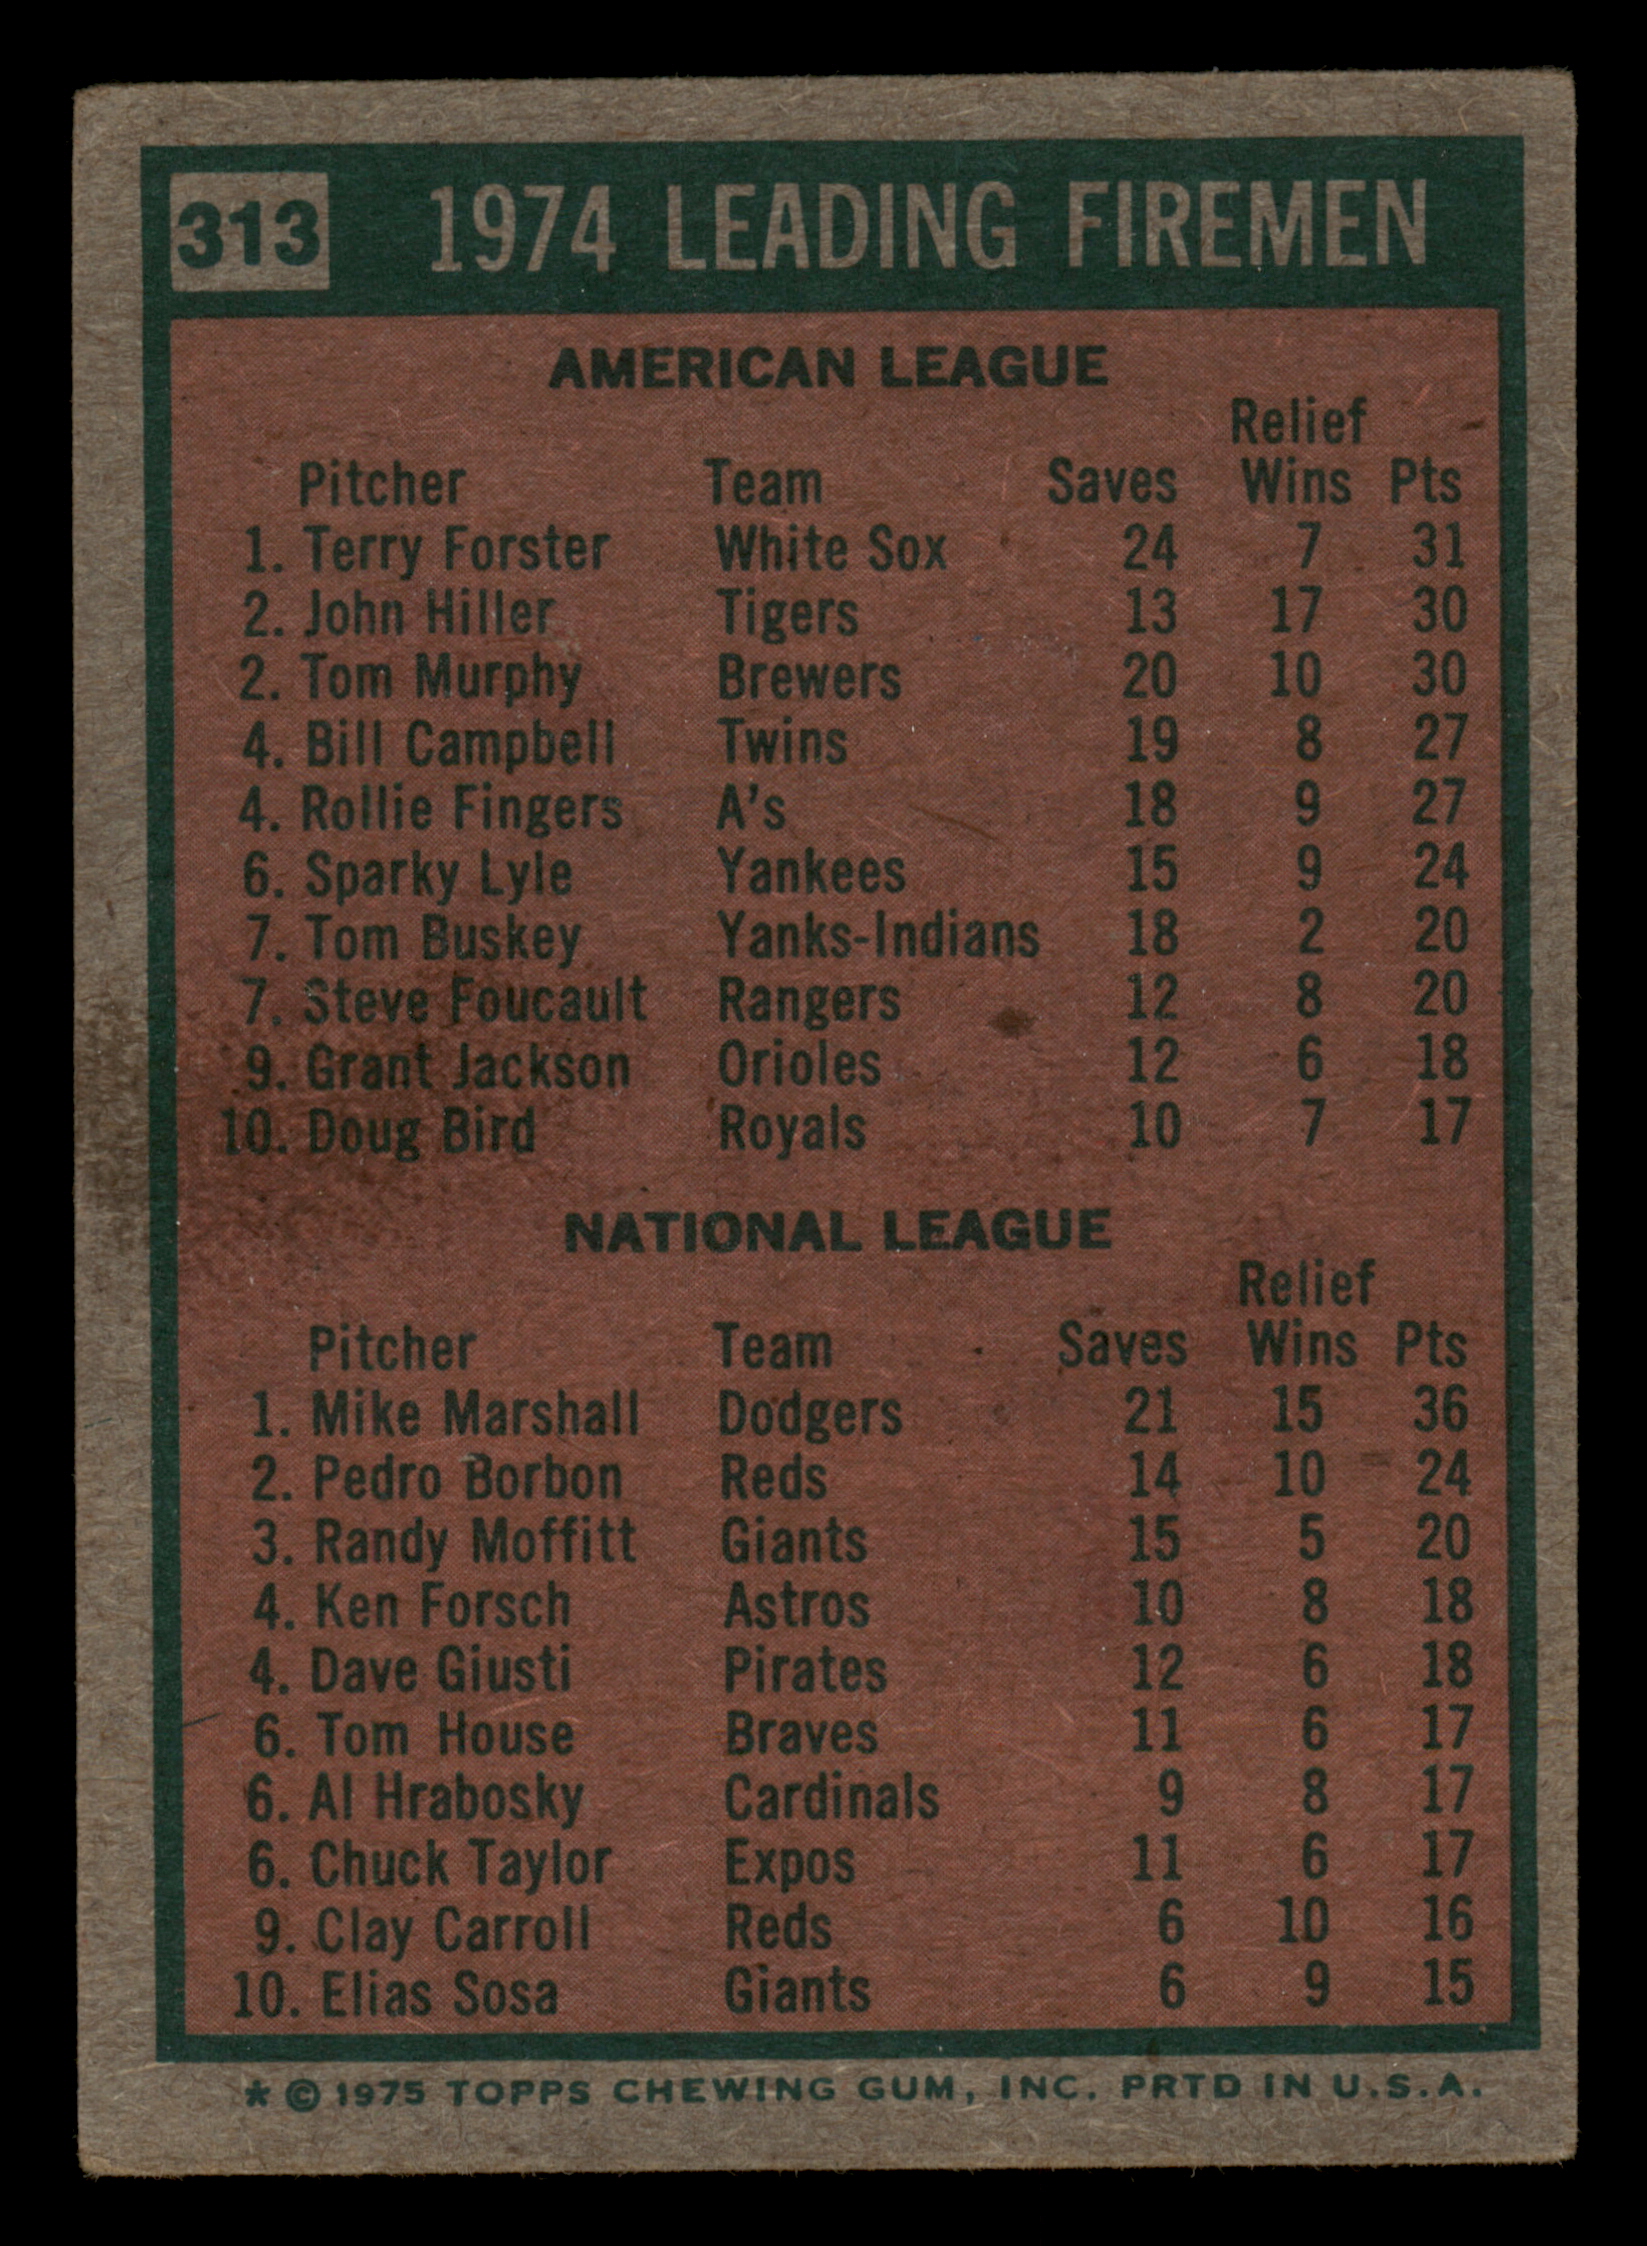 313 1974 LEADING FIREMEN
AMERICAN LEAGUE
Relief
Pitcher Team Saves Wins Pts
1. Terry Forster White Sox 24 7 31
2. John Hiller Tigers 13 17 30
2. Tom Murphy Brewers 20 10 30
4. Bill Campbell Twins 19 8 27
4. Rollie Fingers A's 18 9 27
6. Sparky Lyle Yankees 15 9 24
7. Tom Buskey Yanks-Indians 18 2 20
7. Steve Foucault Rangers 12 8 20
9. Grant Jackson Orioles 12 6 18
10. Doug Bird Royals 10 7 17
NATIONAL LEAGUE
Relief
Pitcher Team Saves Wins Pts
1. Mike Marshall Dodgers 21 15 36
2. Pedro Borbon Reds 14 10 24
3. Randy Moffitt Giants 15 5 20
4. Ken Forsch Astros 10 8 18
4. Dave Giusti Pirates 12 6 18
6. Tom House Braves 11 6 17
6. Al Hrabosky Cardinals 9 8 17
6. Chuck Taylor Expos 11 6 17
9. Clay Carroll Reds 6 10 16
10. Elias Sosa Giants 6 9 15
* © 1975 TOPPS CHEWING GUM, INC. PRTD IN U.S.A.